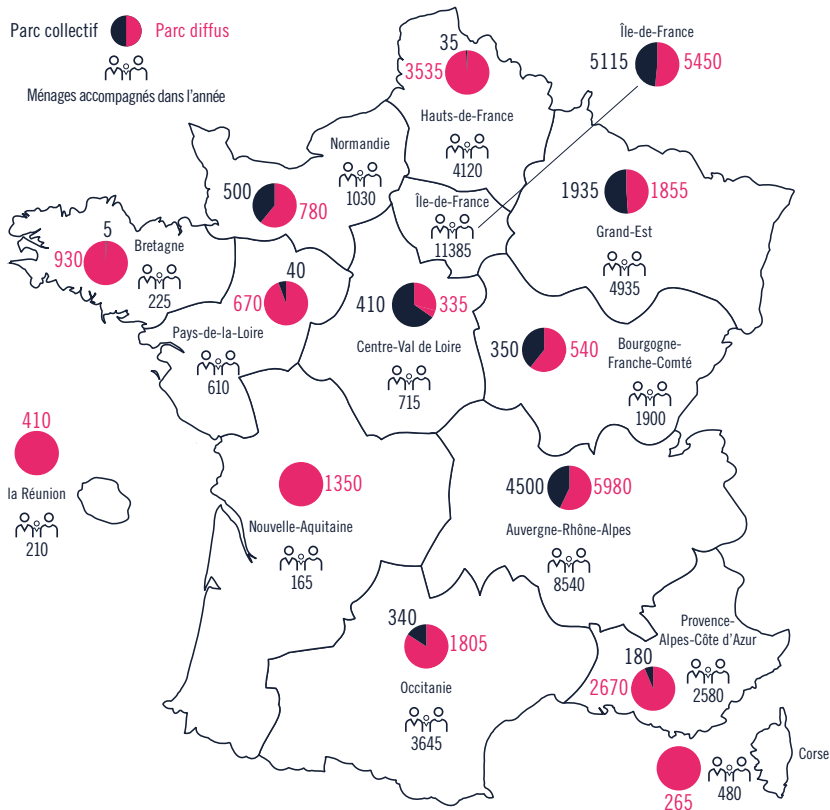 Parc collectif Parc diffus
Ménages accompagnés dans l'année
35
3535
Hauts-de-France
4120
Île-de-France
5115 5450
Normandie
1030
500 780
Île-de-France
11385
1935 1855
Grand-Est
4935
5
930
Bretagne
225
40
670
Pays-de-la-Loire
610
410 335
Centre-Val de Loire
715
350 540
Bourgogne-
Franche-Comté
1900
410
la Réunion
210
1350
Nouvelle-Aquitaine
165
4500 5980
Auvergne-Rhône-Alpes
8540
340
1805
Occitanie
3645
Provence-
Alpes-Côte d'Azur
180
2670
2580
Corse
265
480